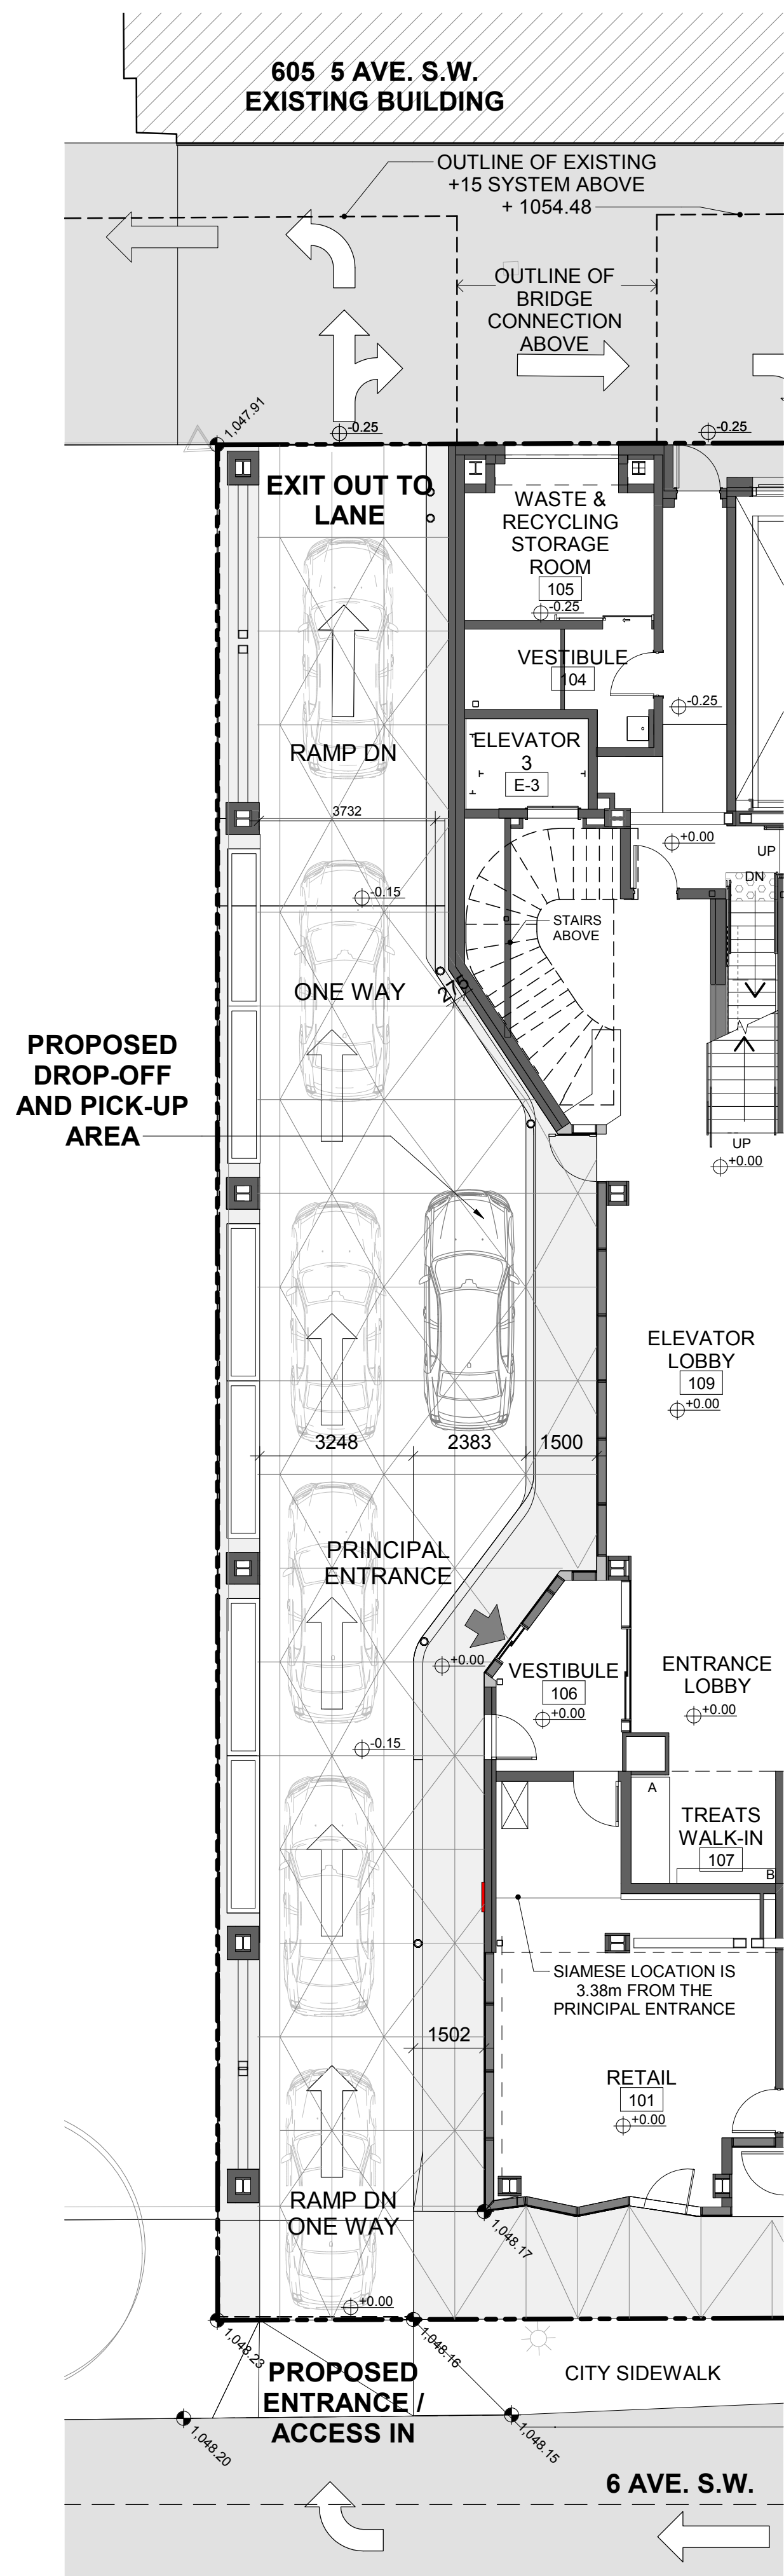 605 5 AVE. S.W.
EXISTING BUILDING
OUTLINE OF EXISTING
+15 SYSTEM ABOVE
+ 1054.48
OUTLINE OF
BRIDGE
CONNECTION
ABOVE
1,047.91
-0.25
-0.25
EXIT OUT TO
LANE
WASTE &
RECYCLING
STORAGE
ROOM
105
-0.25
VESTIBULE
104
-0.25
RAMP DN
ELEVATOR
3
E-3
3732
+0.00
UP
DN
-0.15
STAIRS
ABOVE
275
ONE WAY
PROPOSED
DROP-OFF
AND PICK-UP
AREA
UP
+0.00
ELEVATOR
LOBBY
109
+0.00
3248
2383
1500
PRINCIPAL
ENTRANCE
+0.00
VESTIBULE
106
+0.00
ENTRANCE
LOBBY
+0.00
-0.15
A
TREATS
WALK-IN
107
B
SIAMESE LOCATION IS
3.38m FROM THE
PRINCIPAL ENTRANCE
1502
RETAIL
101
+0.00
RAMP DN
ONE WAY
1,048.17
+0.00
1,048.23
1,048.16
PROPOSED
ENTRANCE /
ACCESS IN
CITY SIDEWALK
1,048.20
1,048.15
6 AVE. S.W.